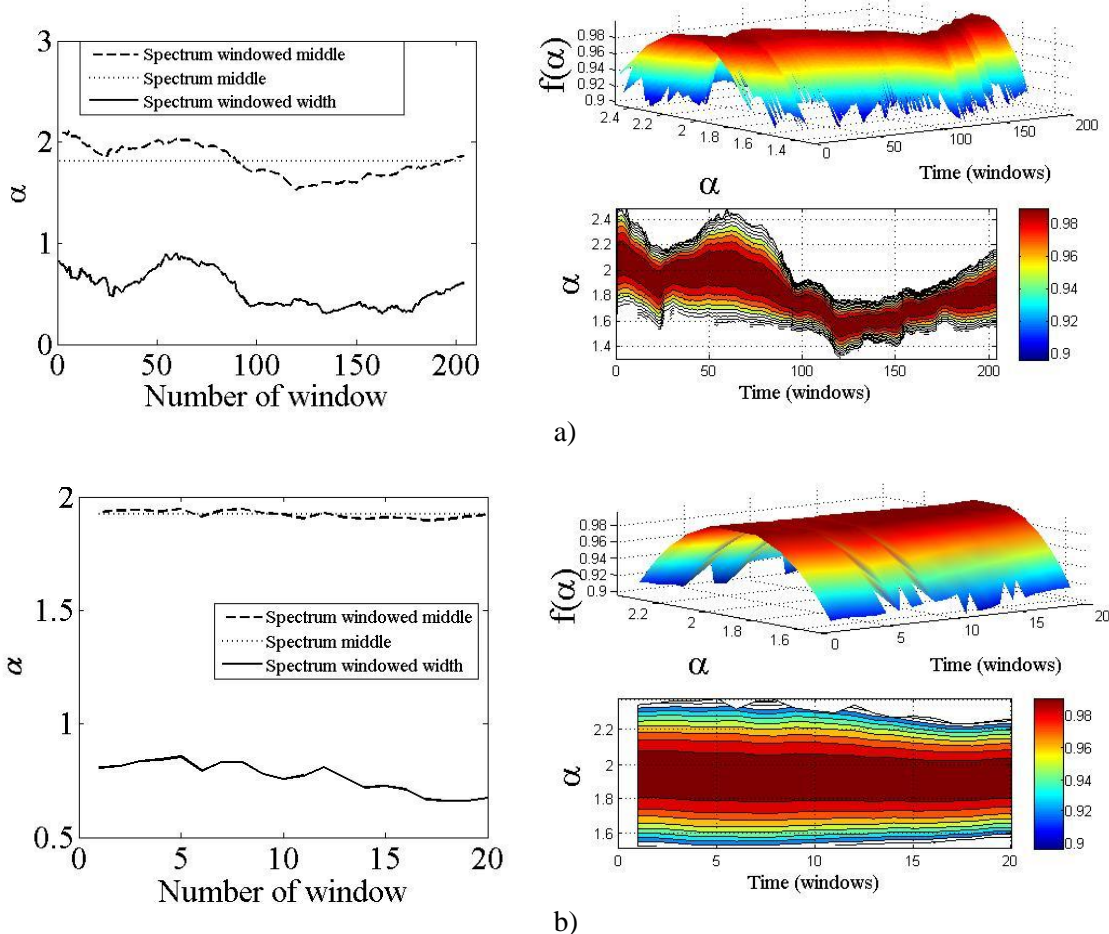 3
2
1
0
α
Spectrum windowed middle
Spectrum middle
Spectrum windowed width
0 50 100 150 200
Number of window
f(α)
0.98
0.96
0.94
0.92
0.9
2.4 2.2 2 1.8 1.6 1.4
α
0 50 100 150 200
Time (windows)
α
2.4
2.2
2
1.8
1.6
1.4
0 50 100 150 200
Time (windows)
0.98
0.96
0.94
0.92
0.9
a)
2
1.5
1
0.5
α
Spectrum windowed middle
Spectrum middle
Spectrum windowed width
0 5 10 15 20
Number of window
f(α)
0.98
0.96
0.94
0.92
0.9
2.2 2 1.8 1.6
α
0 5 10 15 20
Time (windows)
α
2.2
2
1.8
1.6
0 5 10 15 20
Time (windows)
0.98
0.96
0.94
0.92
0.9
b)